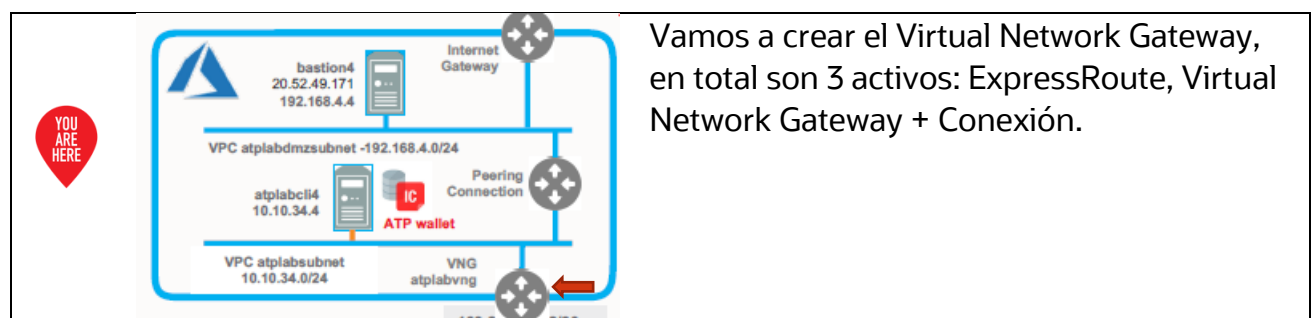 YOU
ARE
HERE
Internet
Gateway
bastion4
20.52.49.171
192.168.4.4
VPC atplabdmzsubnet -192.168.4.0/24
Peering
Connection
atplabcli4
10.10.34.4
IC
ATP wallet
VPC atplabsubnet
10.10.34.0/24
VNG
atplabvng
Vamos a crear el Virtual Network Gateway,
en total son 3 activos: ExpressRoute, Virtual
Network Gateway + Conexión.